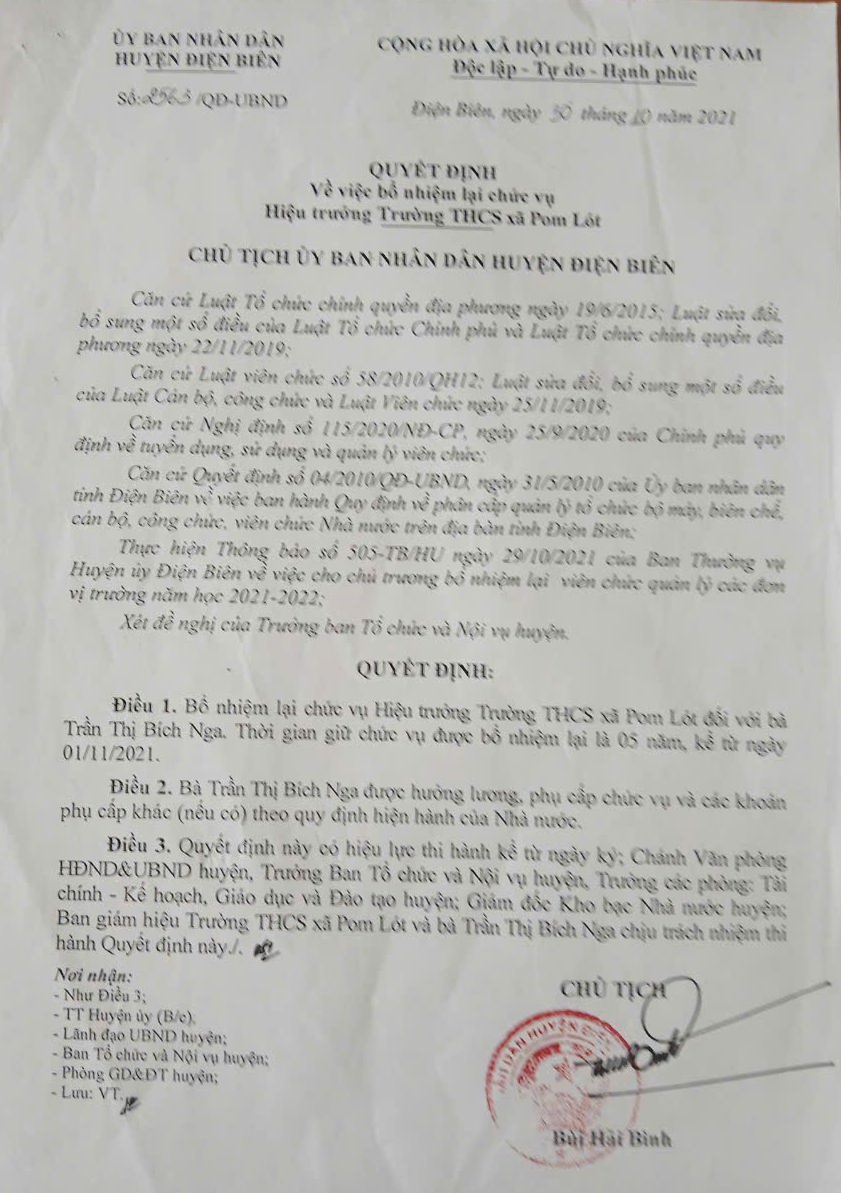 ỦY BAN NHÂN DÂN
HUYỆN ĐIỆN BIÊN
Số: 2563 /QĐ-UBND
CỘNG HÒA XÃ HỘI CHỦ NGHĨA VIỆT NAM
Độc lập - Tự do - Hạnh phúc
Điện Biên, ngày 30 tháng 10 năm 2021
QUYẾT ĐỊNH
Về việc bổ nhiệm lại chức vụ
Hiệu trưởng Trường THCS xã Pom Lót
CHỦ TỊCH ỦY BAN NHÂN DÂN HUYỆN ĐIỆN BIÊN
Căn cứ Luật Tổ chức chính quyền địa phương ngày 19/6/2015; Luật sửa đổi,
bổ sung một số điều của Luật Tổ chức Chính phủ và Luật Tổ chức chính quyền địa
phương ngày 22/11/2019;
Căn cứ Luật viên chức số 58/2010/QH12; Luật sửa đổi, bổ sung một số điều
của Luật Cán bộ, công chức và Luật Viên chức ngày 25/11/2019;
Căn cứ Nghị định số 115/2020/NĐ-CP, ngày 25/9/2020 của Chính phủ quy
định về tuyển dụng, sử dụng và quản lý viên chức;
Căn cứ Quyết định số 04/2010/QĐ-UBND, ngày 31/5/2010 của Ủy ban nhân dân
tỉnh Điện Biên về việc ban hành Quy định về phân cấp quản lý tổ chức bộ máy, biên chế,
cán bộ, công chức, viên chức Nhà nước trên địa bàn tỉnh Điện Biên;
Thực hiện Thông báo số 505-TB/HU ngày 29/10/2021 của Ban Thường vụ
Huyện ủy Điện Biên về việc cho chủ trương bổ nhiệm lại viên chức quản lý các đơn
vị trường năm học 2021-2022;
Xét đề nghị của Trưởng ban Tổ chức và Nội vụ huyện.
QUYẾT ĐỊNH:
Điều 1. Bổ nhiệm lại chức vụ Hiệu trưởng Trường THCS xã Pom Lót đối với bà
Trần Thị Bích Nga. Thời gian giữ chức vụ được bổ nhiệm lại là 05 năm, kể từ ngày
01/11/2021.
Điều 2. Bà Trần Thị Bích Nga được hưởng lương, phụ cấp chức vụ và các khoản
phụ cấp khác (nếu có) theo quy định hiện hành của Nhà nước.
Điều 3. Quyết định này có hiệu lực thi hành kể từ ngày ký; Chánh Văn phòng
HĐND&UBND huyện, Trưởng Ban Tổ chức và Nội vụ huyện, Trưởng các phòng: Tài
chính - Kế hoạch, Giáo dục và Đào tạo huyện; Giám đốc Kho bạc Nhà nước huyện;
Ban giám hiệu Trường THCS xã Pom Lót và bà Trần Thị Bích Nga chịu trách nhiệm thi
hành Quyết định này./.
Nơi nhận:
- Như Điều 3;
- TT Huyện ủy (B/c);
- Lãnh đạo UBND huyện;
- Ban Tổ chức và Nội vụ huyện;
- Phòng GD&ĐT huyện;
- Lưu: VT.
CHỦ TỊCH
Bùi Hải Bình